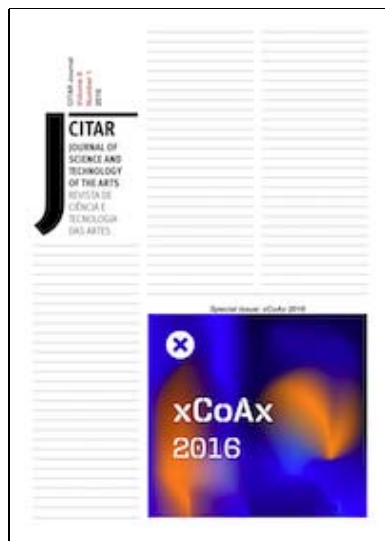 CITAR Journal
Volume 8
Number 1
2016
J
CITAR
JOURNAL OF
SCIENCE AND
TECHNOLOGY
OF THE ARTS
REVISTA DE
CIÊNCIA E
TECNOLOGIA
DAS ARTES
Special issue: xCoAx 2016
xCoAx
2016